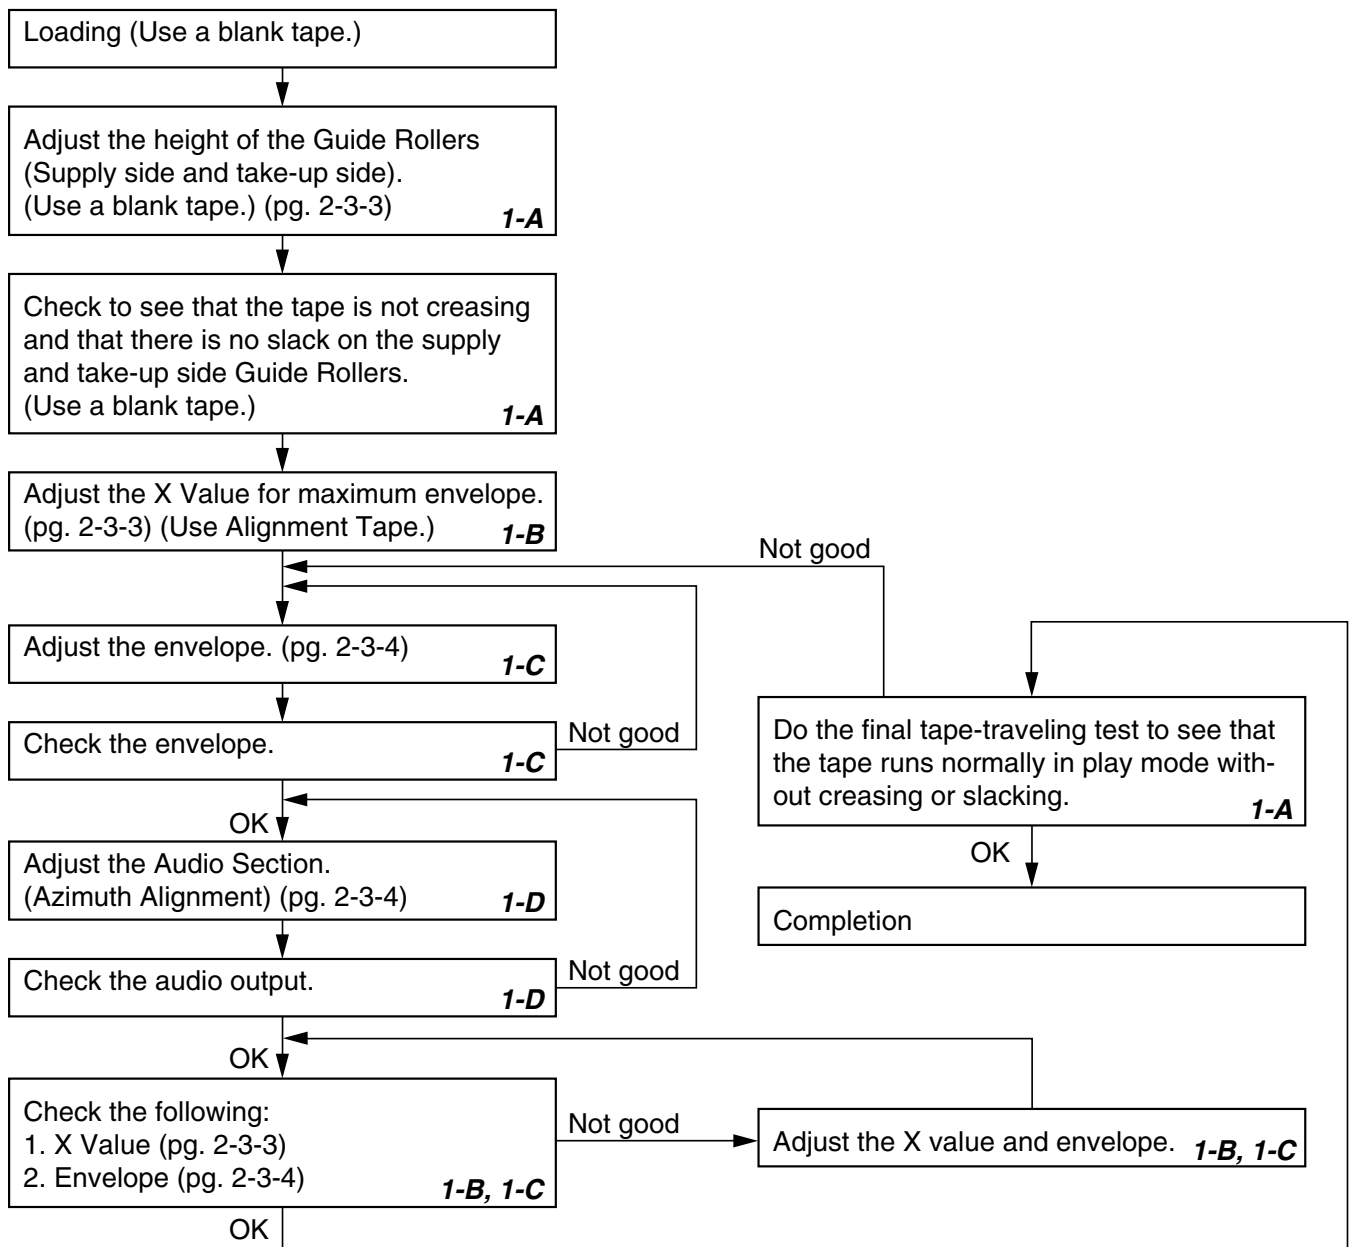 Loading (Use a blank tape.)
Adjust the height of the Guide Rollers
(Supply side and take-up side).
(Use a blank tape.) (pg. 2-3-3)
1-A
Check to see that the tape is not creasing
and that there is no slack on the supply
and take-up side Guide Rollers.
(Use a blank tape.)
1-A
Adjust the X Value for maximum envelope.
(pg. 2-3-3) (Use Alignment Tape.)
1-B
Adjust the envelope. (pg. 2-3-4)
1-C
Check the envelope.
1-C
Not good
OK
Adjust the Audio Section.
(Azimuth Alignment) (pg. 2-3-4)
1-D
Check the audio output.
1-D
Not good
OK
Check the following:
1. X Value (pg. 2-3-3)
2. Envelope (pg. 2-3-4)
1-B, 1-C
Not good
Adjust the X value and envelope.
1-B, 1-C
OK
Not good
Do the final tape-traveling test to see that
the tape runs normally in play mode with-
out creasing or slacking.
1-A
OK
Completion